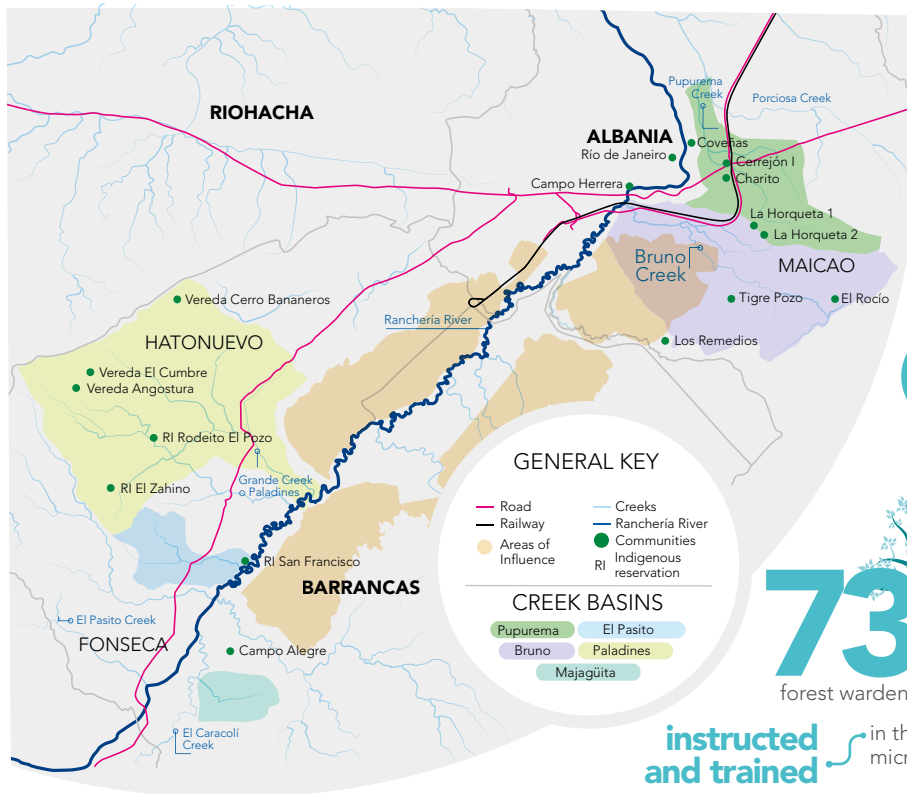 RIOHACHA
Pupurema
Creek
Porciosa Creek
ALBANIA
Coveñas
Río de Janeiro
Cerrejón I
Charito
Campo Herrera
La Horqueta 1
La Horqueta 2
Bruno
Creek
MAICAO
Vereda Cerro Bananeros
Tigre Pozo
El Rocío
Ranchería River
HATONUEVO
Los Remedios
Vereda El Cumbre
Vereda Angostura
RI Rodeito El Pozo
Grande Creek
o Paladines
RI El Zahino
RI San Francisco
BARRANCAS
El Pasito Creek
FONSECA
Campo Alegre
El Caracolí
Creek
GENERAL KEY
Road
Railway
Areas of
Influence
Creeks
Ranchería River
Communities
RI Indigenous
reservation
CREEK BASINS
Pupurema
El Pasito
Bruno
Paladines
Majagüita
73
forest warden
instructed
and trained
in th
micr